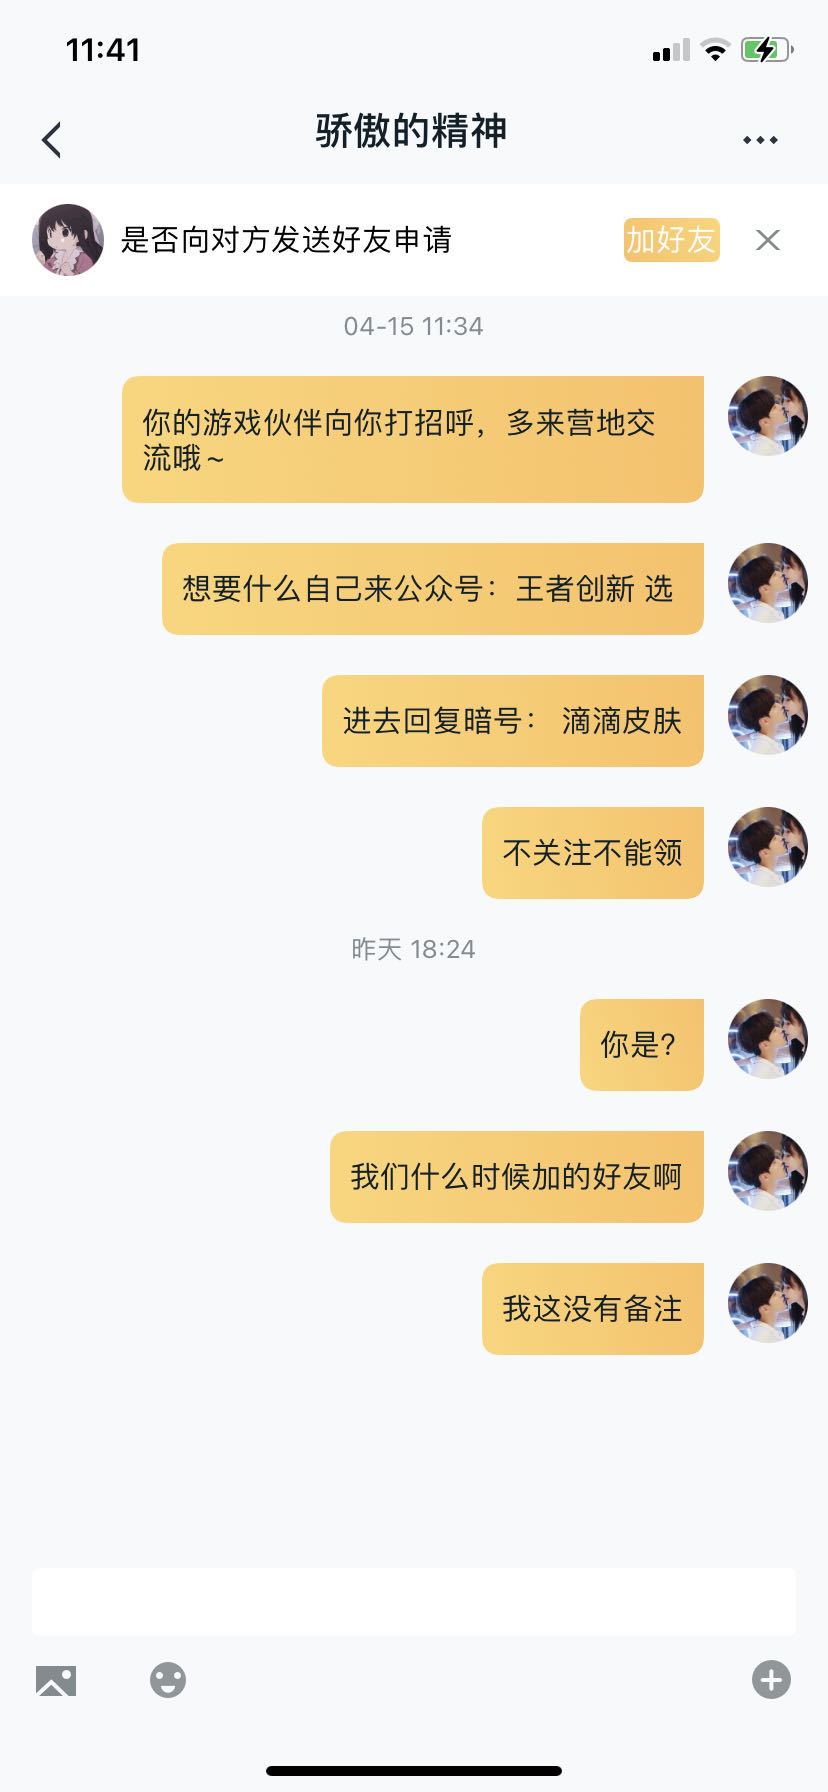 11:41
骄傲的精神
是否向对方发送好友申请
加好友
04-15 11:34
你的游戏伙伴向你打招呼，多来营地交
流哦~
想要什么自己来公众号：王者创新 选
进去回复暗号： 滴滴皮肤
不关注不能领
昨天 18:24
你是?
我们什么时候加的好友啊
我这没有备注